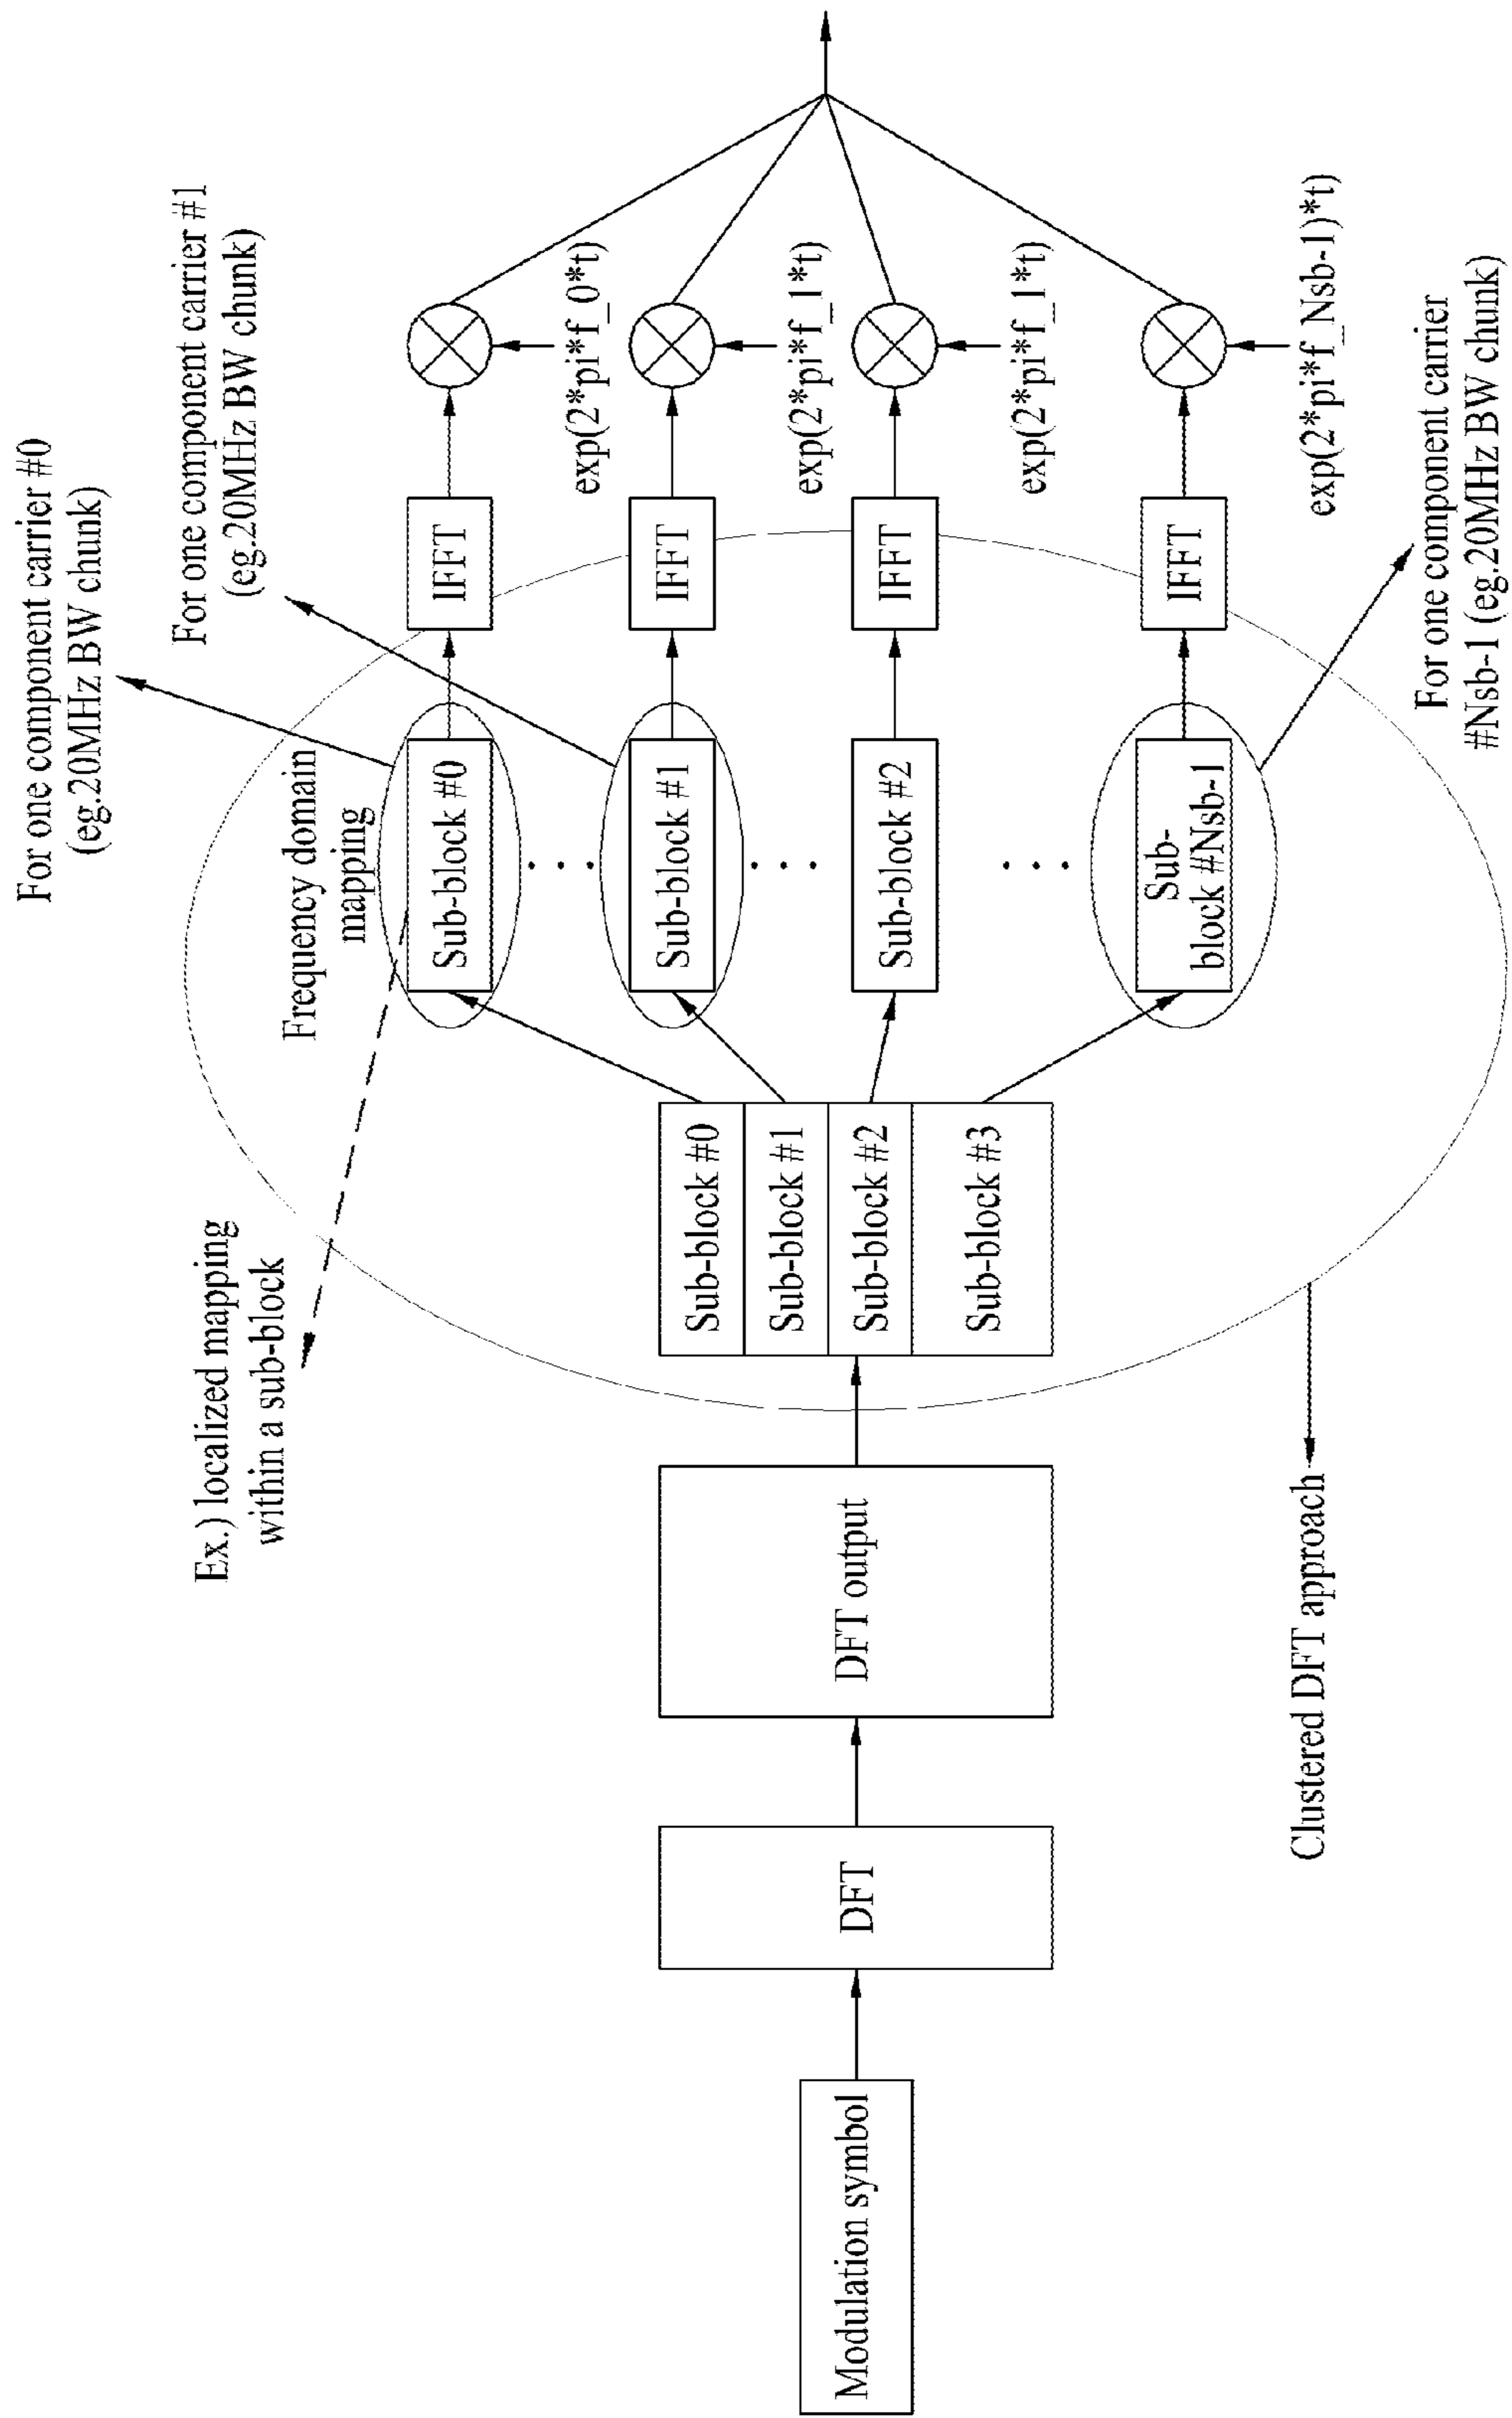 Modulation symbol
DFT
DFT output
Sub-block #0
Sub-block #1
Sub-block #2
Sub-block #3
Ex.) localized mapping
within a sub-block
Clustered DFT approach
Frequency domain
mapping
Sub-block #0
Sub-block #1
Sub-block #2
Sub-
block #Nsb-1
. . .
. . .
. . .
For one component carrier #0
(eg.20MHz BW chunk)
For one component carrier #1
(eg.20MHz BW chunk)
For one component carrier
#Nsb-1 (eg.20MHz BW chunk)
IFFT
IFFT
IFFT
IFFT
exp(2*pi*f_0*t)
exp(2*pi*f_1*t)
exp(2*pi*f_1*t)
exp(2*pi*f_Nsb-1)*t)